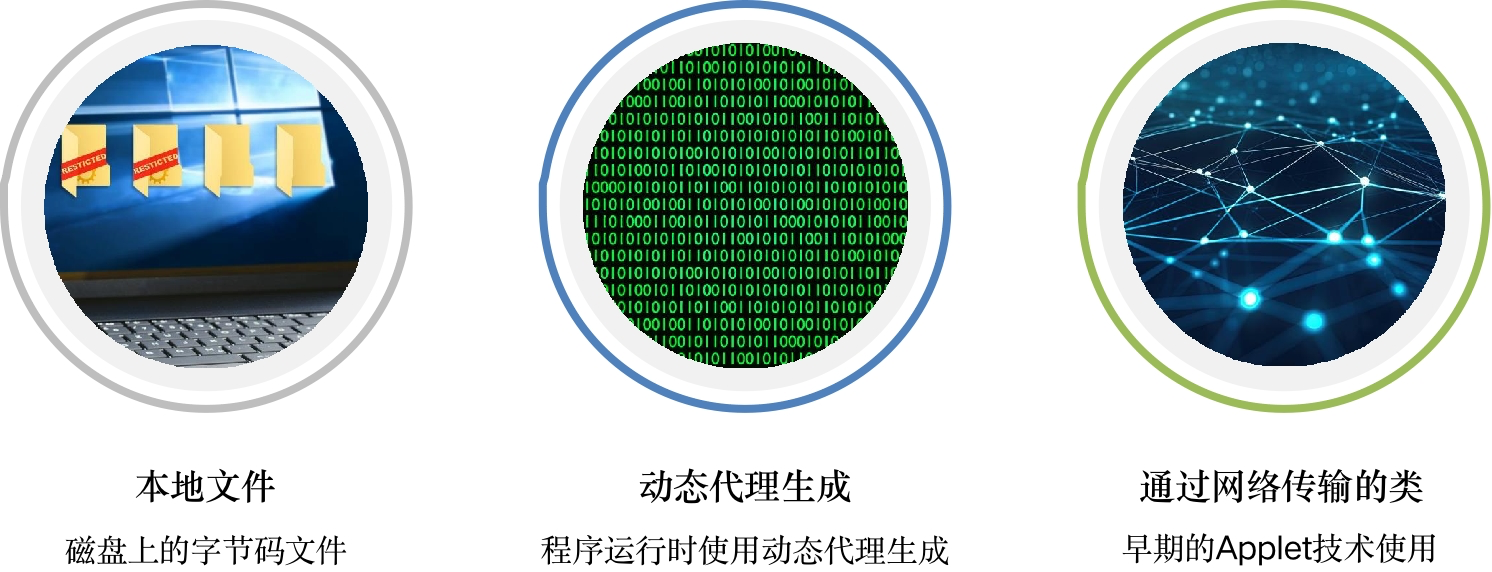 RESTICTED
RESTICTED
本地文件
磁盘上的字节码文件
动态代理生成
程序运行时使用动态代理生成
通过网络传输的类
早期的Applet技术使用